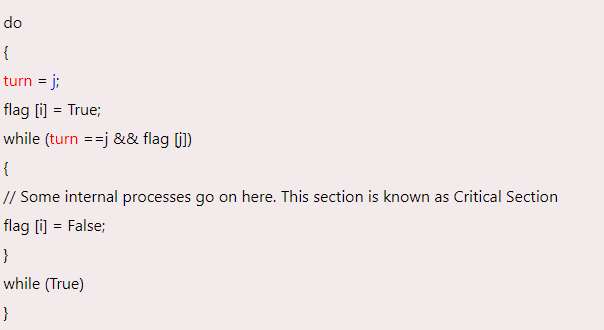 do
{
turn = j;
flag [i] = True;
while (turn ==j && flag [j])
{
// Some internal processes go on here. This section is known as Critical Section
flag [i] = False;
}
while (True)
}